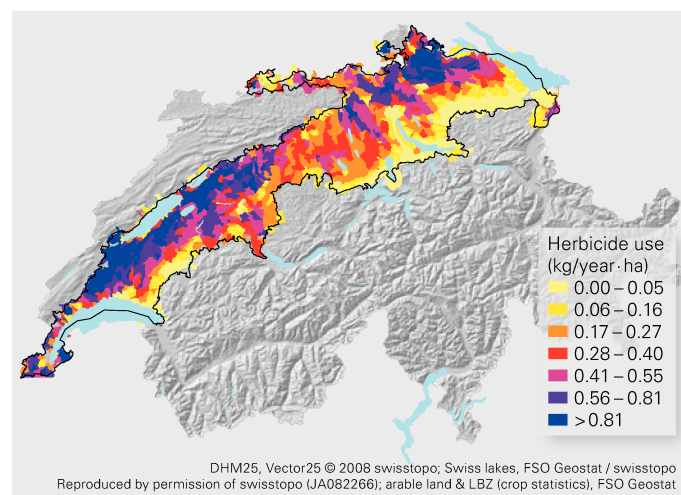 Herbicide use
(kg/year·ha)
0.00 – 0.05
0.06 – 0.16
0.17 – 0.27
0.28 – 0.40
0.41 – 0.55
0.56 – 0.81
> 0.81
DHM25, Vector25 © 2008 swisstopo; Swiss lakes, FSO Geostat / swisstopo
Reproduced by permission of swisstopo (JA082266); arable land & LBZ (crop statistics), FSO Geostat